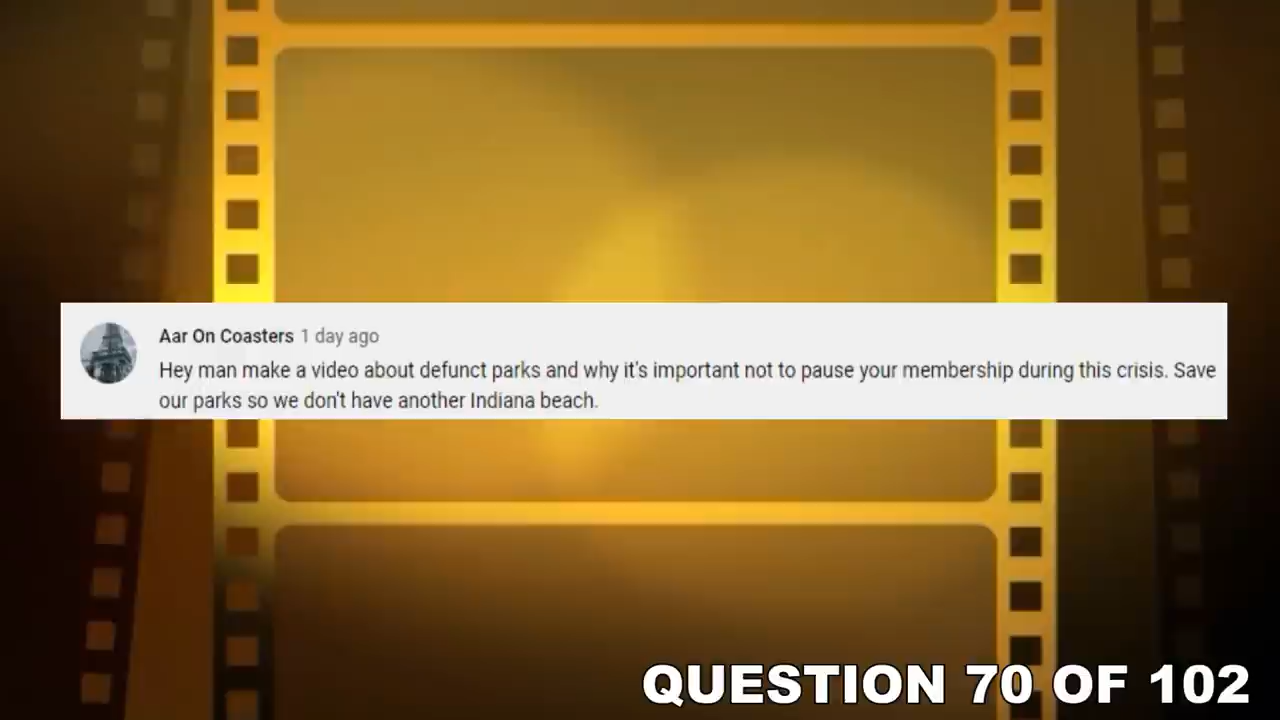 Aar On Coasters 1 day ago
Hey man make a video about defunct parks and why it's important not to pause your membership during this crisis. Save
our parks so we don't have another Indiana beach.
QUESTION 70 OF 102